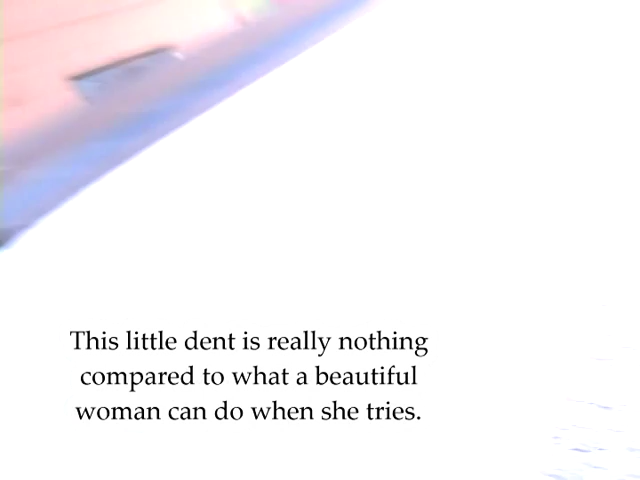 This little dent is really nothing
compared to what a beautiful
woman can do when she tries.